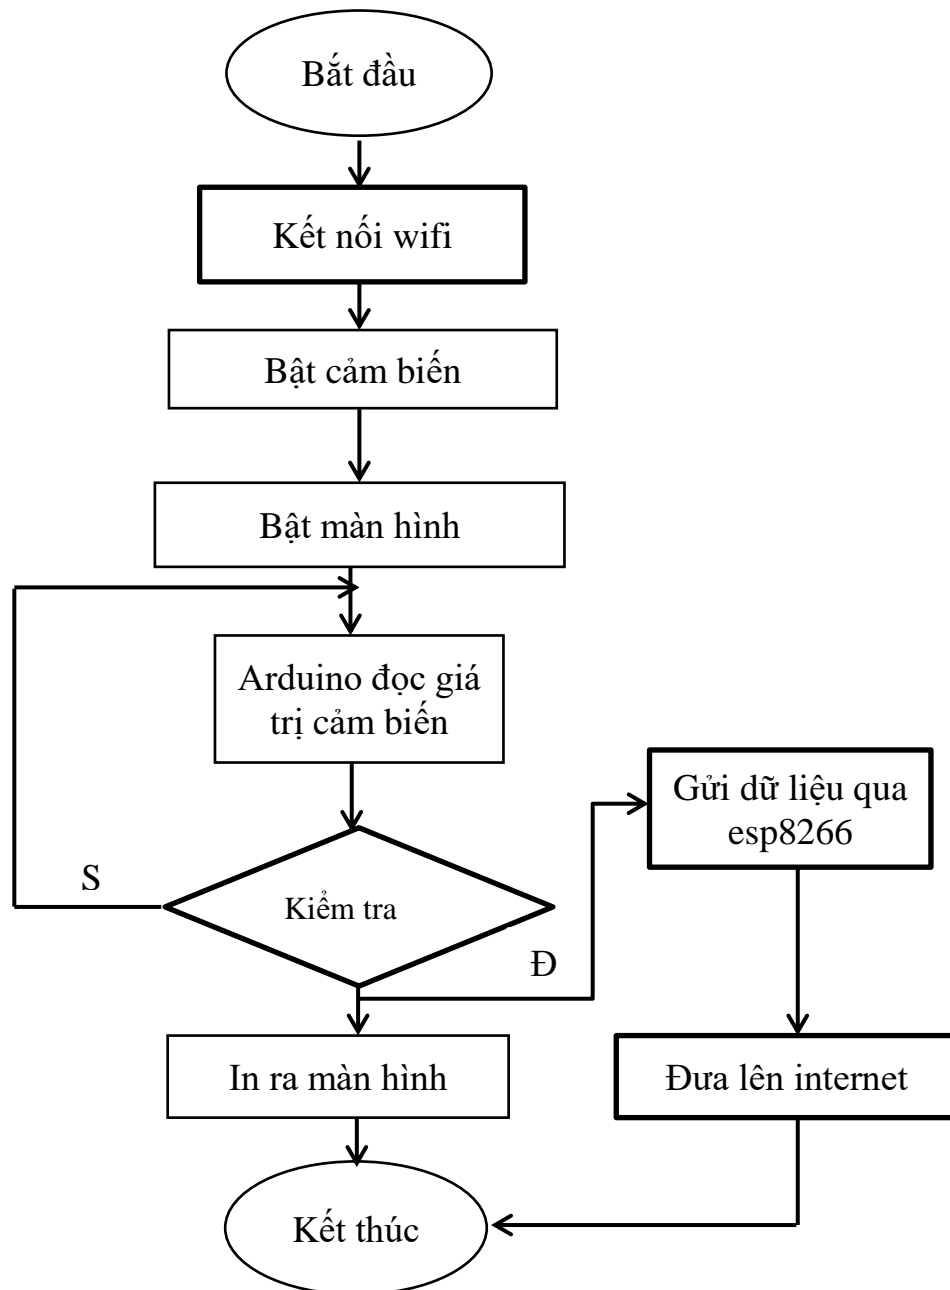 Bắt đầu
Kết nối wifi
Bật cảm biến
Bật màn hình
Arduino đọc giá
trị cảm biến
Gửi dữ liệu qua
esp8266
S
Kiểm tra
Đ
In ra màn hình
Đưa lên internet
Kết thúc